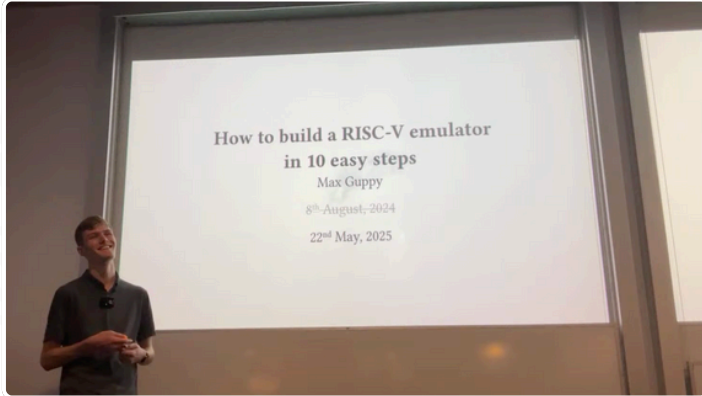 How to build a RISC-V emulator
in 10 easy steps
Max Guppy
8th August, 2024
22nd May, 2025